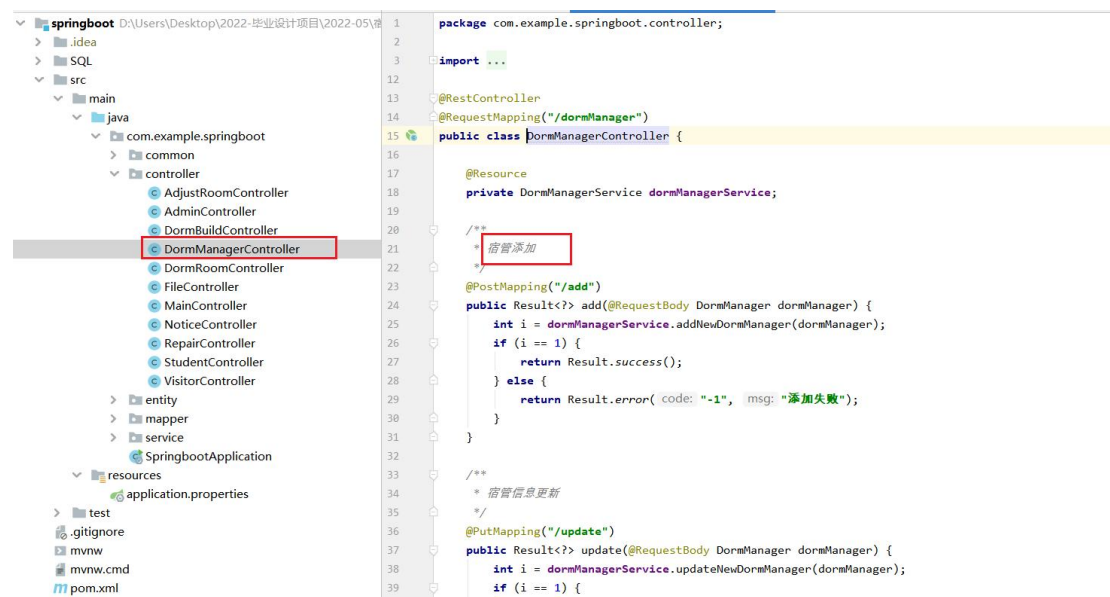 springboot D:\Users\Desktop\2022-毕业设计项目\2022-05\
.idea
SQL
src
main
java
com.example.springboot
common
controller
AdjustRoomController
AdminController
DormBuildController
DormManagerController
DormRoomController
FileController
MainController
NoticeController
RepairController
StudentController
VisitorController
entity
mapper
service
SpringbootApplication
resources
application.properties
test
.gitignore
mvnw
mvnw.cmd
pom.xml
1 package com.example.springboot.controller;
2
3 import ...
12
13 @RestController
14 @RequestMapping("/dormManager")
15 public class DormManagerController {
16
17 @Resource
18 private DormManagerService dormManagerService;
19
20 /**
21 * 宿管添加
22 */
23 @PostMapping("/add")
24 public Result<?> add(@RequestBody DormManager dormManager) {
25 int i = dormManagerService.addNewDormManager(dormManager);
26 if (i == 1) {
27 return Result.success();
28 } else {
29 return Result.error( code: "-1", msg: "添加失败");
30 }
31 }
32
33 /**
34 * 宿管信息更新
35 */
36 @PutMapping("/update")
37 public Result<?> update(@RequestBody DormManager dormManager) {
38 int i = dormManagerService.updateNewDormManager(dormManager);
39 if (i == 1) {